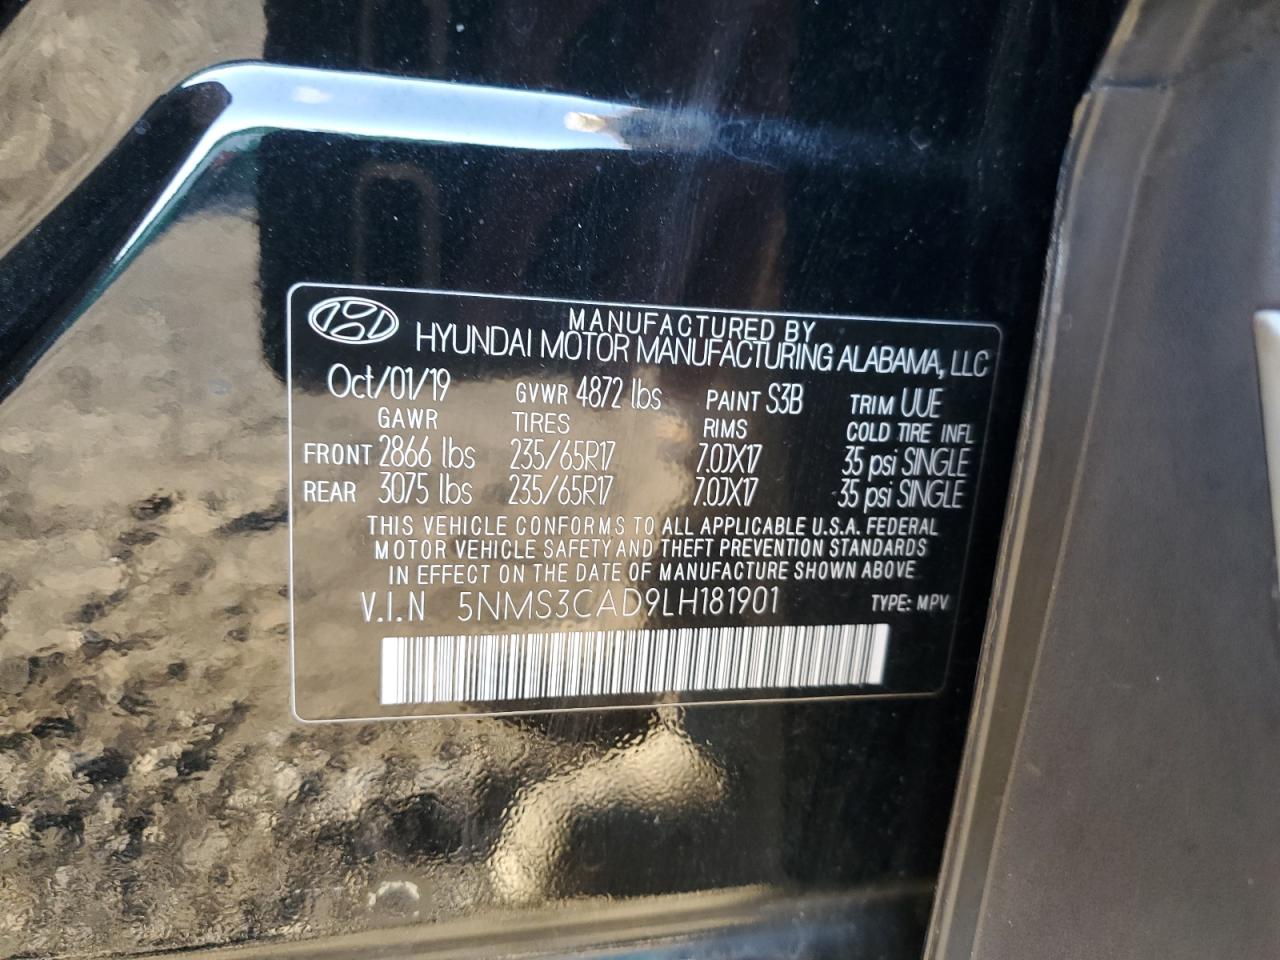 MANUFACTURED BY
HYUNDAI MOTOR MANUFACTURING ALABAMA, LLC
Oct/01/19 GVWR 4872 lbs PAINT S3B TRIM UUE
GAWR TIRES RIMS COLD TIRE INFL
FRONT 2866 lbs 235/65R17 7.0JX17 35 psi SINGLE
REAR 3075 lbs 235/65R17 7.0JX17 35 psi SINGLE
THIS VEHICLE CONFORMS TO ALL APPLICABLE U.S.A. FEDERAL
MOTOR VEHICLE SAFETY AND THEFT PREVENTION STANDARDS
IN EFFECT ON THE DATE OF MANUFACTURE SHOWN ABOVE
V.I.N 5NMS3CAD9LH181901 TYPE: MPV